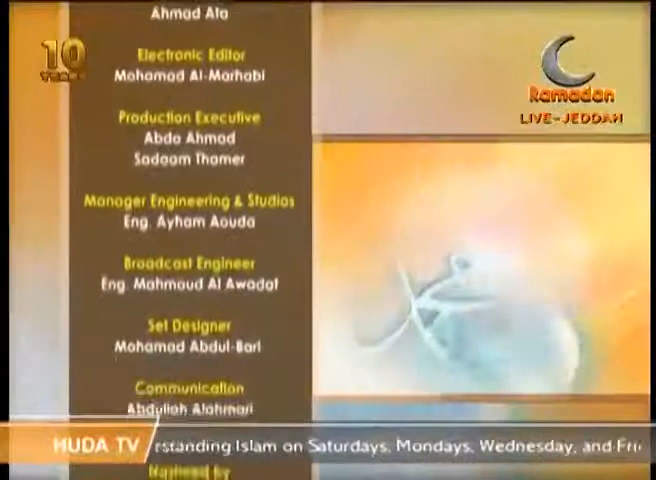 Ahmad Ata
10
YEARS
Electronic Editor
Mohamad Al-Marhabi
Production Executive
Abdo Ahmad
Sadaam Thamer
Manager Engineering & Studios
Eng. Ayham Aouda
Broadcast Engineer
Eng. Mahmoud Al Awadat
Set Designer
Mohamad Abdul-Bari
Communication
Abdullah Alahmari
Ramadan
LIVE-JEDDAH
HUDA TV
rstanding Islam on Saturdays, Mondays, Wednesday, and Fri